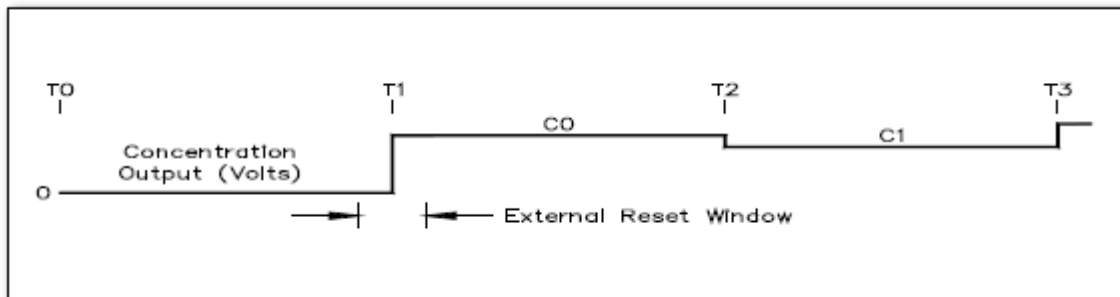 T0 T1 T2 T3
C0
C1
Concentration
Output (Volts)
0
External Reset Window